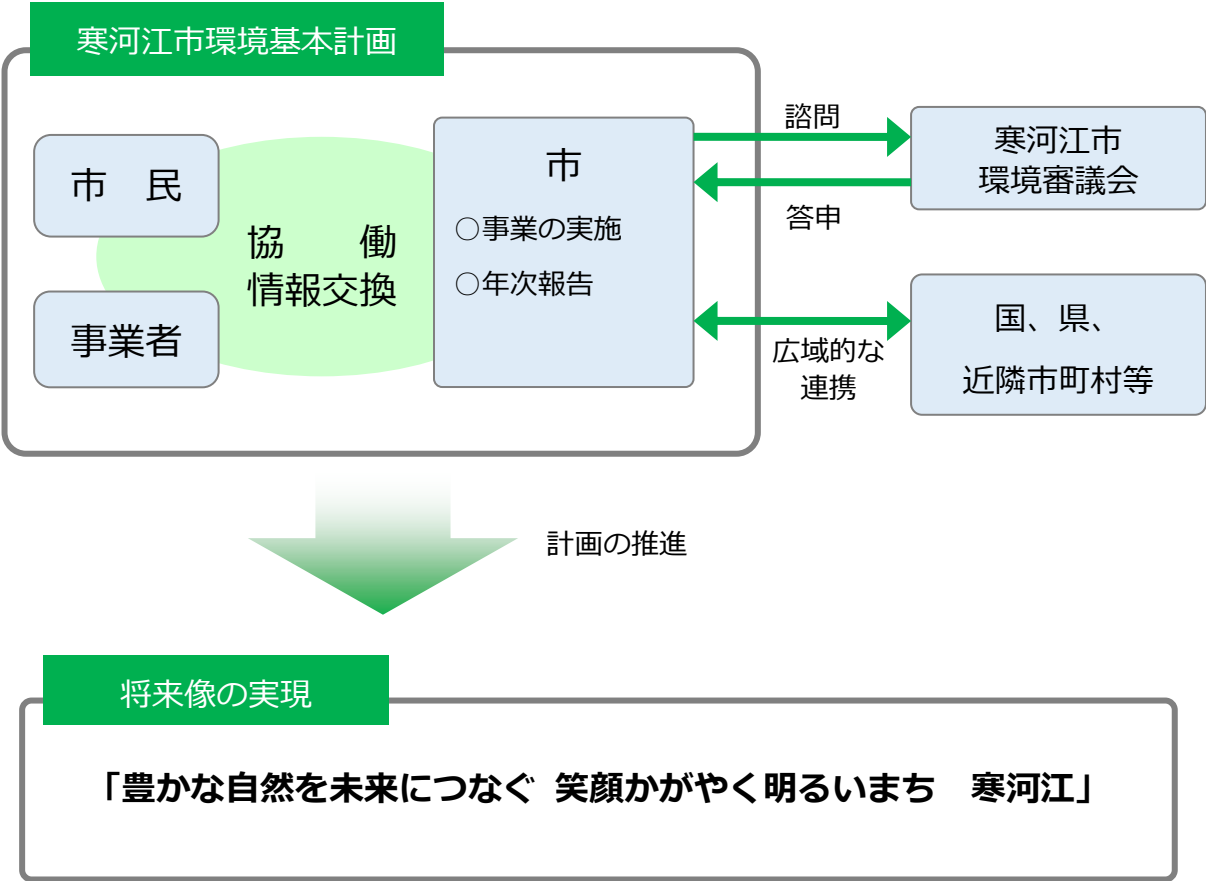 寒河江市環境基本計画
市　民
事業者
協　　働
情報交換
市
○事業の実施
○年次報告
諮問
答申
寒河江市
環境審議会
広域的な
連携
国、県、
近隣市町村等
計画の推進
将来像の実現
「豊かな自然を未来につなぐ 笑顔かがやく明るいまち　寒河江」